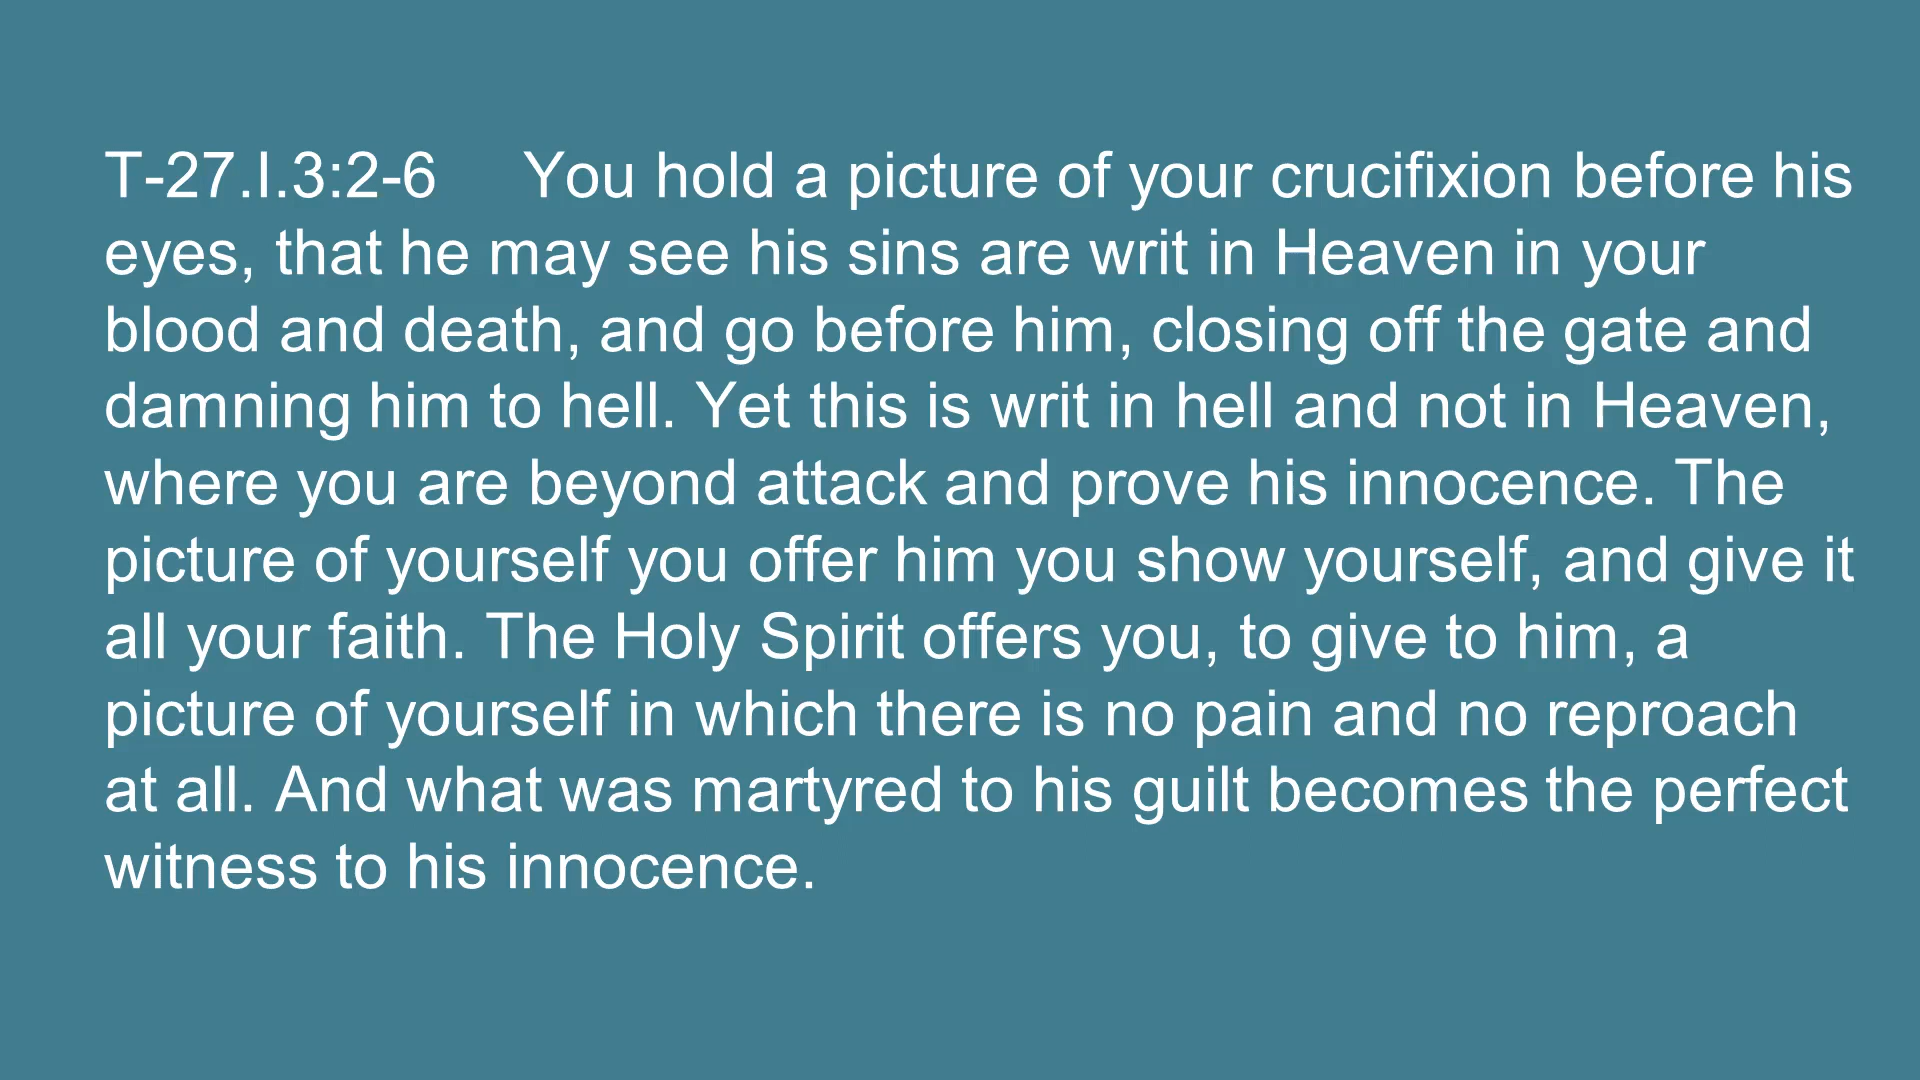 T-27.I.3:2-6 You hold a picture of your crucifixion before his
eyes, that he may see his sins are writ in Heaven in your
blood and death, and go before him, closing off the gate and
damning him to hell. Yet this is writ in hell and not in Heaven,
where you are beyond attack and prove his innocence. The
picture of yourself you offer him you show yourself, and give it
all your faith. The Holy Spirit offers you, to give to him, a
picture of yourself in which there is no pain and no reproach
at all. And what was martyred to his guilt becomes the perfect
witness to his innocence.